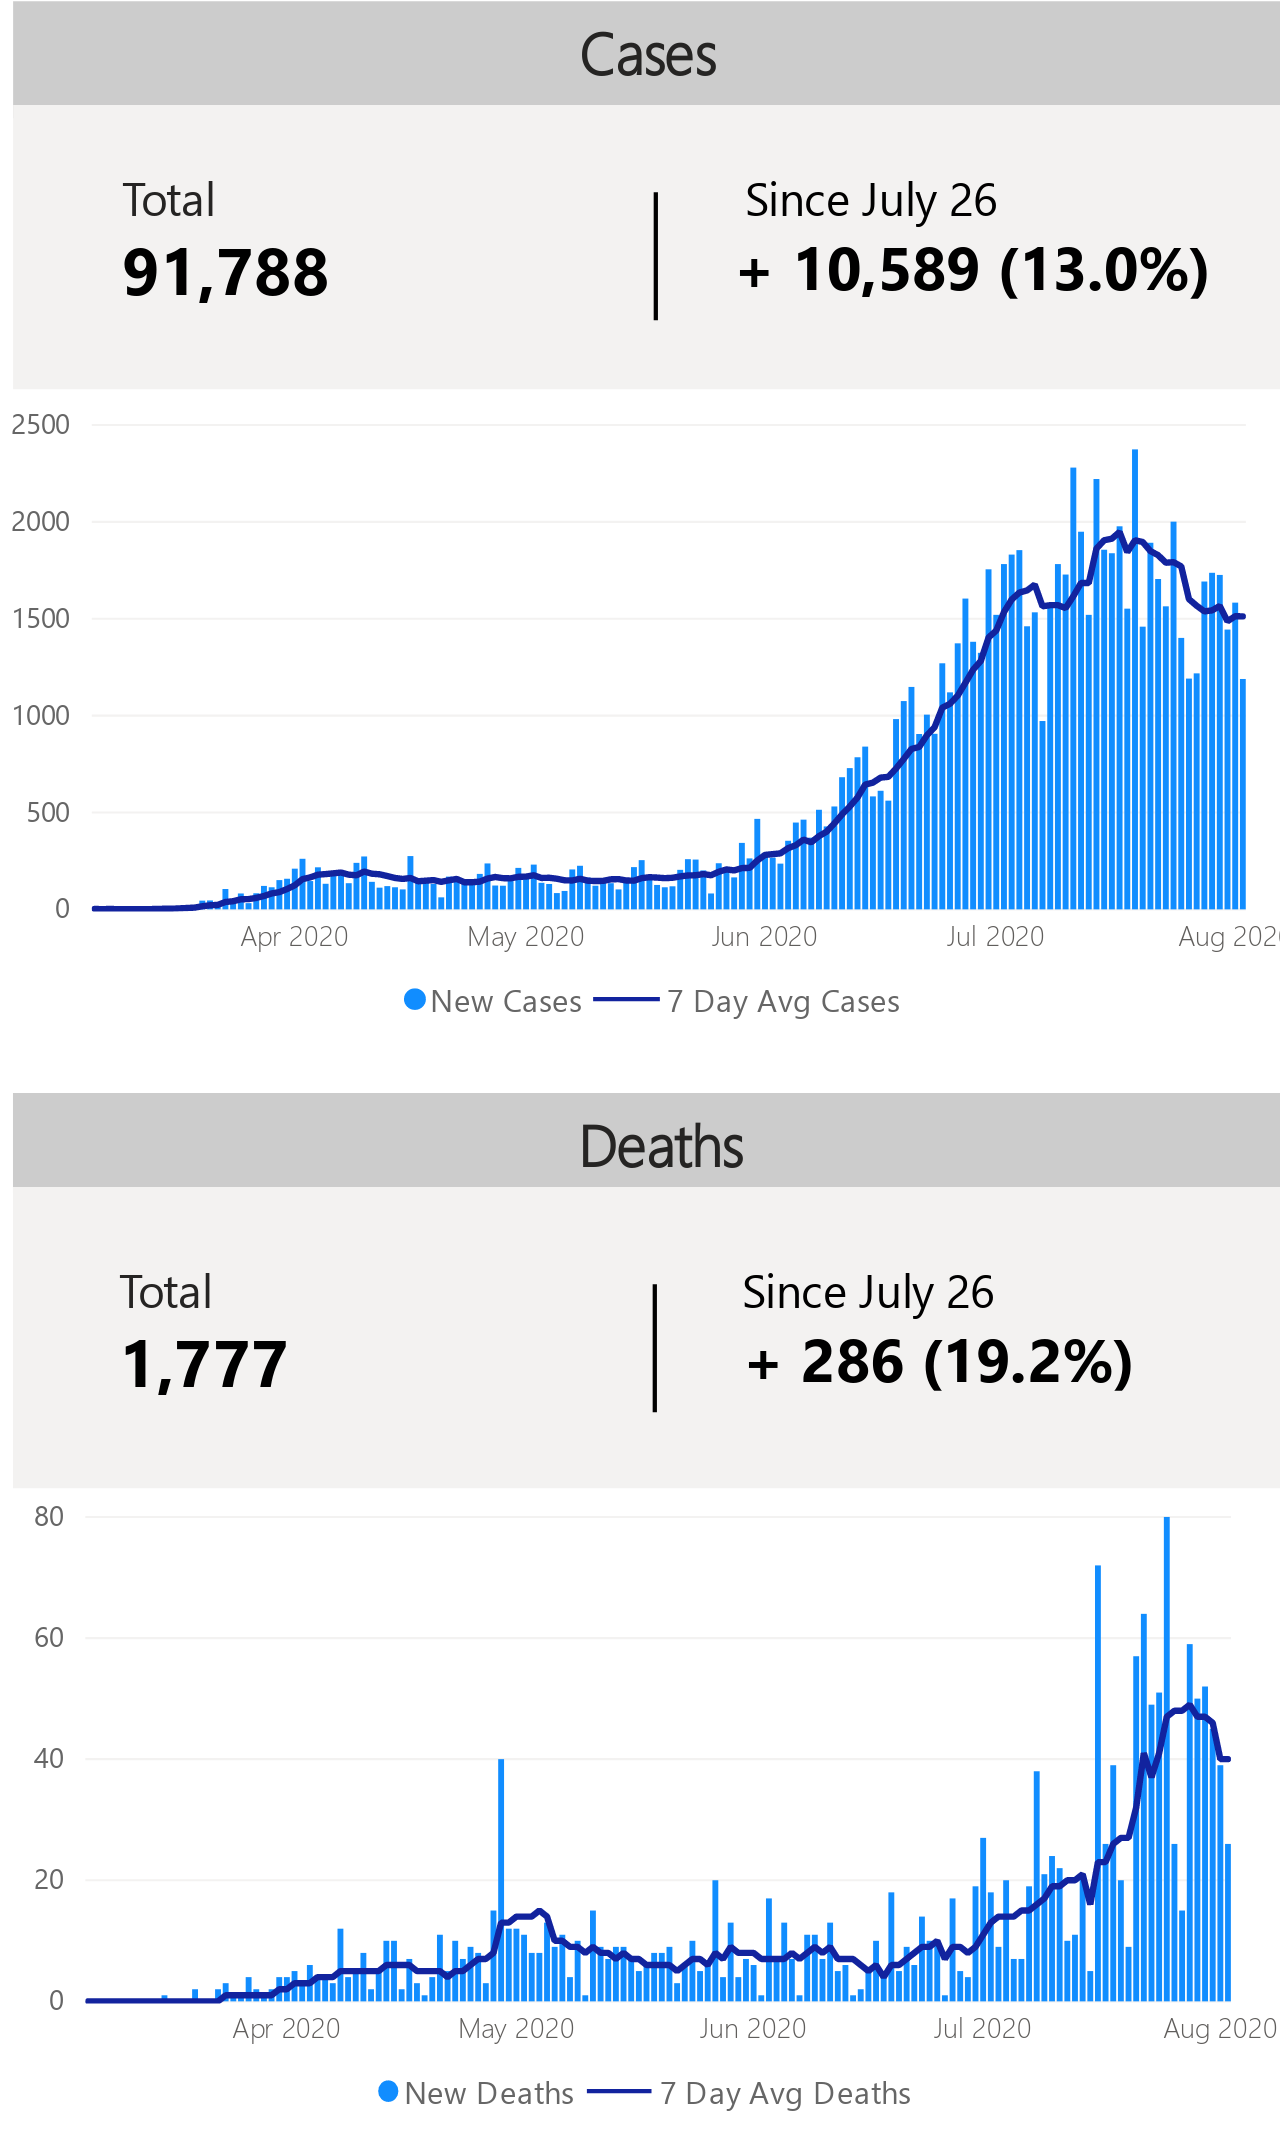 Cases
Total
Since July 26
91,788
+ 10,589 (13.0%)
2500
2000
1500
1000
500
0
Apr 2020 May 2020 Jun 2020 Jul 2020 Aug 202
New Cases 7 Day Avg Cases
Deaths
Total
Since July 26
1,777
+ 286 (19.2%)
80
60
40
20
0
Apr 2020 May 2020 Jun 2020 Jul 2020 Aug 2020
New Deaths 7 Day Avg Deaths